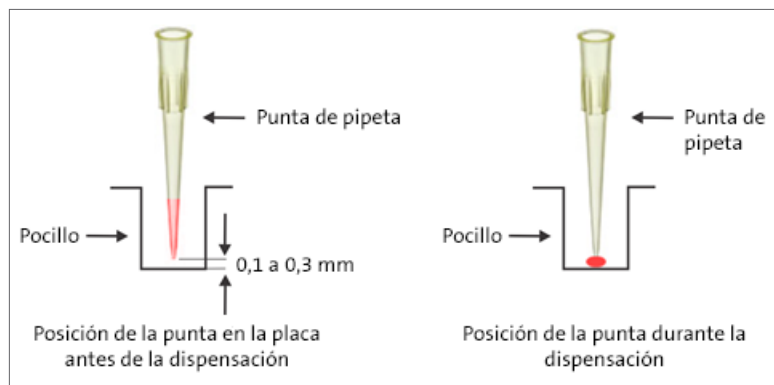 Punta de pipeta
Pocillo
0,1 a 0,3 mm
Posición de la punta en la placa
antes de la dispensación
Punta de
pipeta
Pocillo
Posición de la punta durante la
dispensación